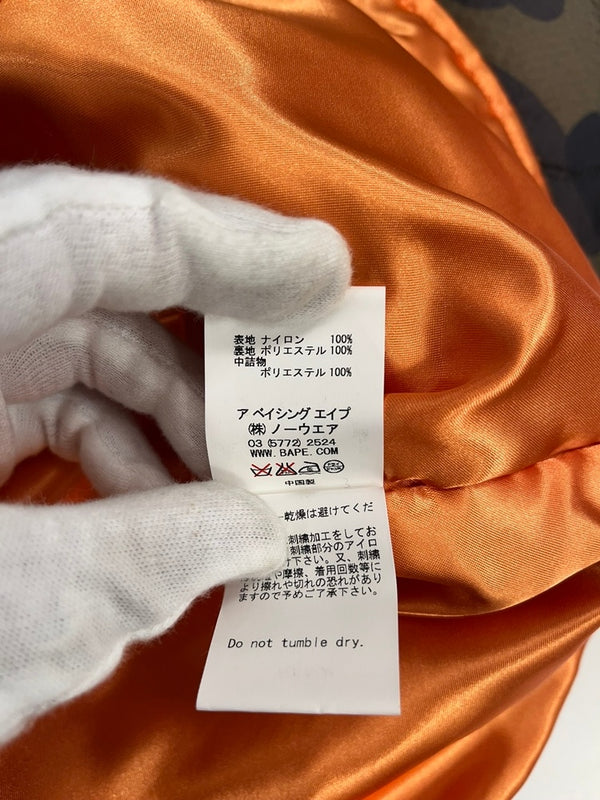 表地 ナイロン 100%
裏地 ポリエステル 100%
中詰物
ポリエステル 100%
ア ベイシング エイプ
(株) ノーウエア
03 (5772) 2524
WWW.BAPE.COM
中国製
乾燥は避けてくだ
刺繍加工をしてお
刺繍部分のアイロ
け下さい。又、刺繍
や摩擦、着用回数等に
より擦れや切れの恐れがあり
ますので予めご了承下さい。
Do not tumble dry.